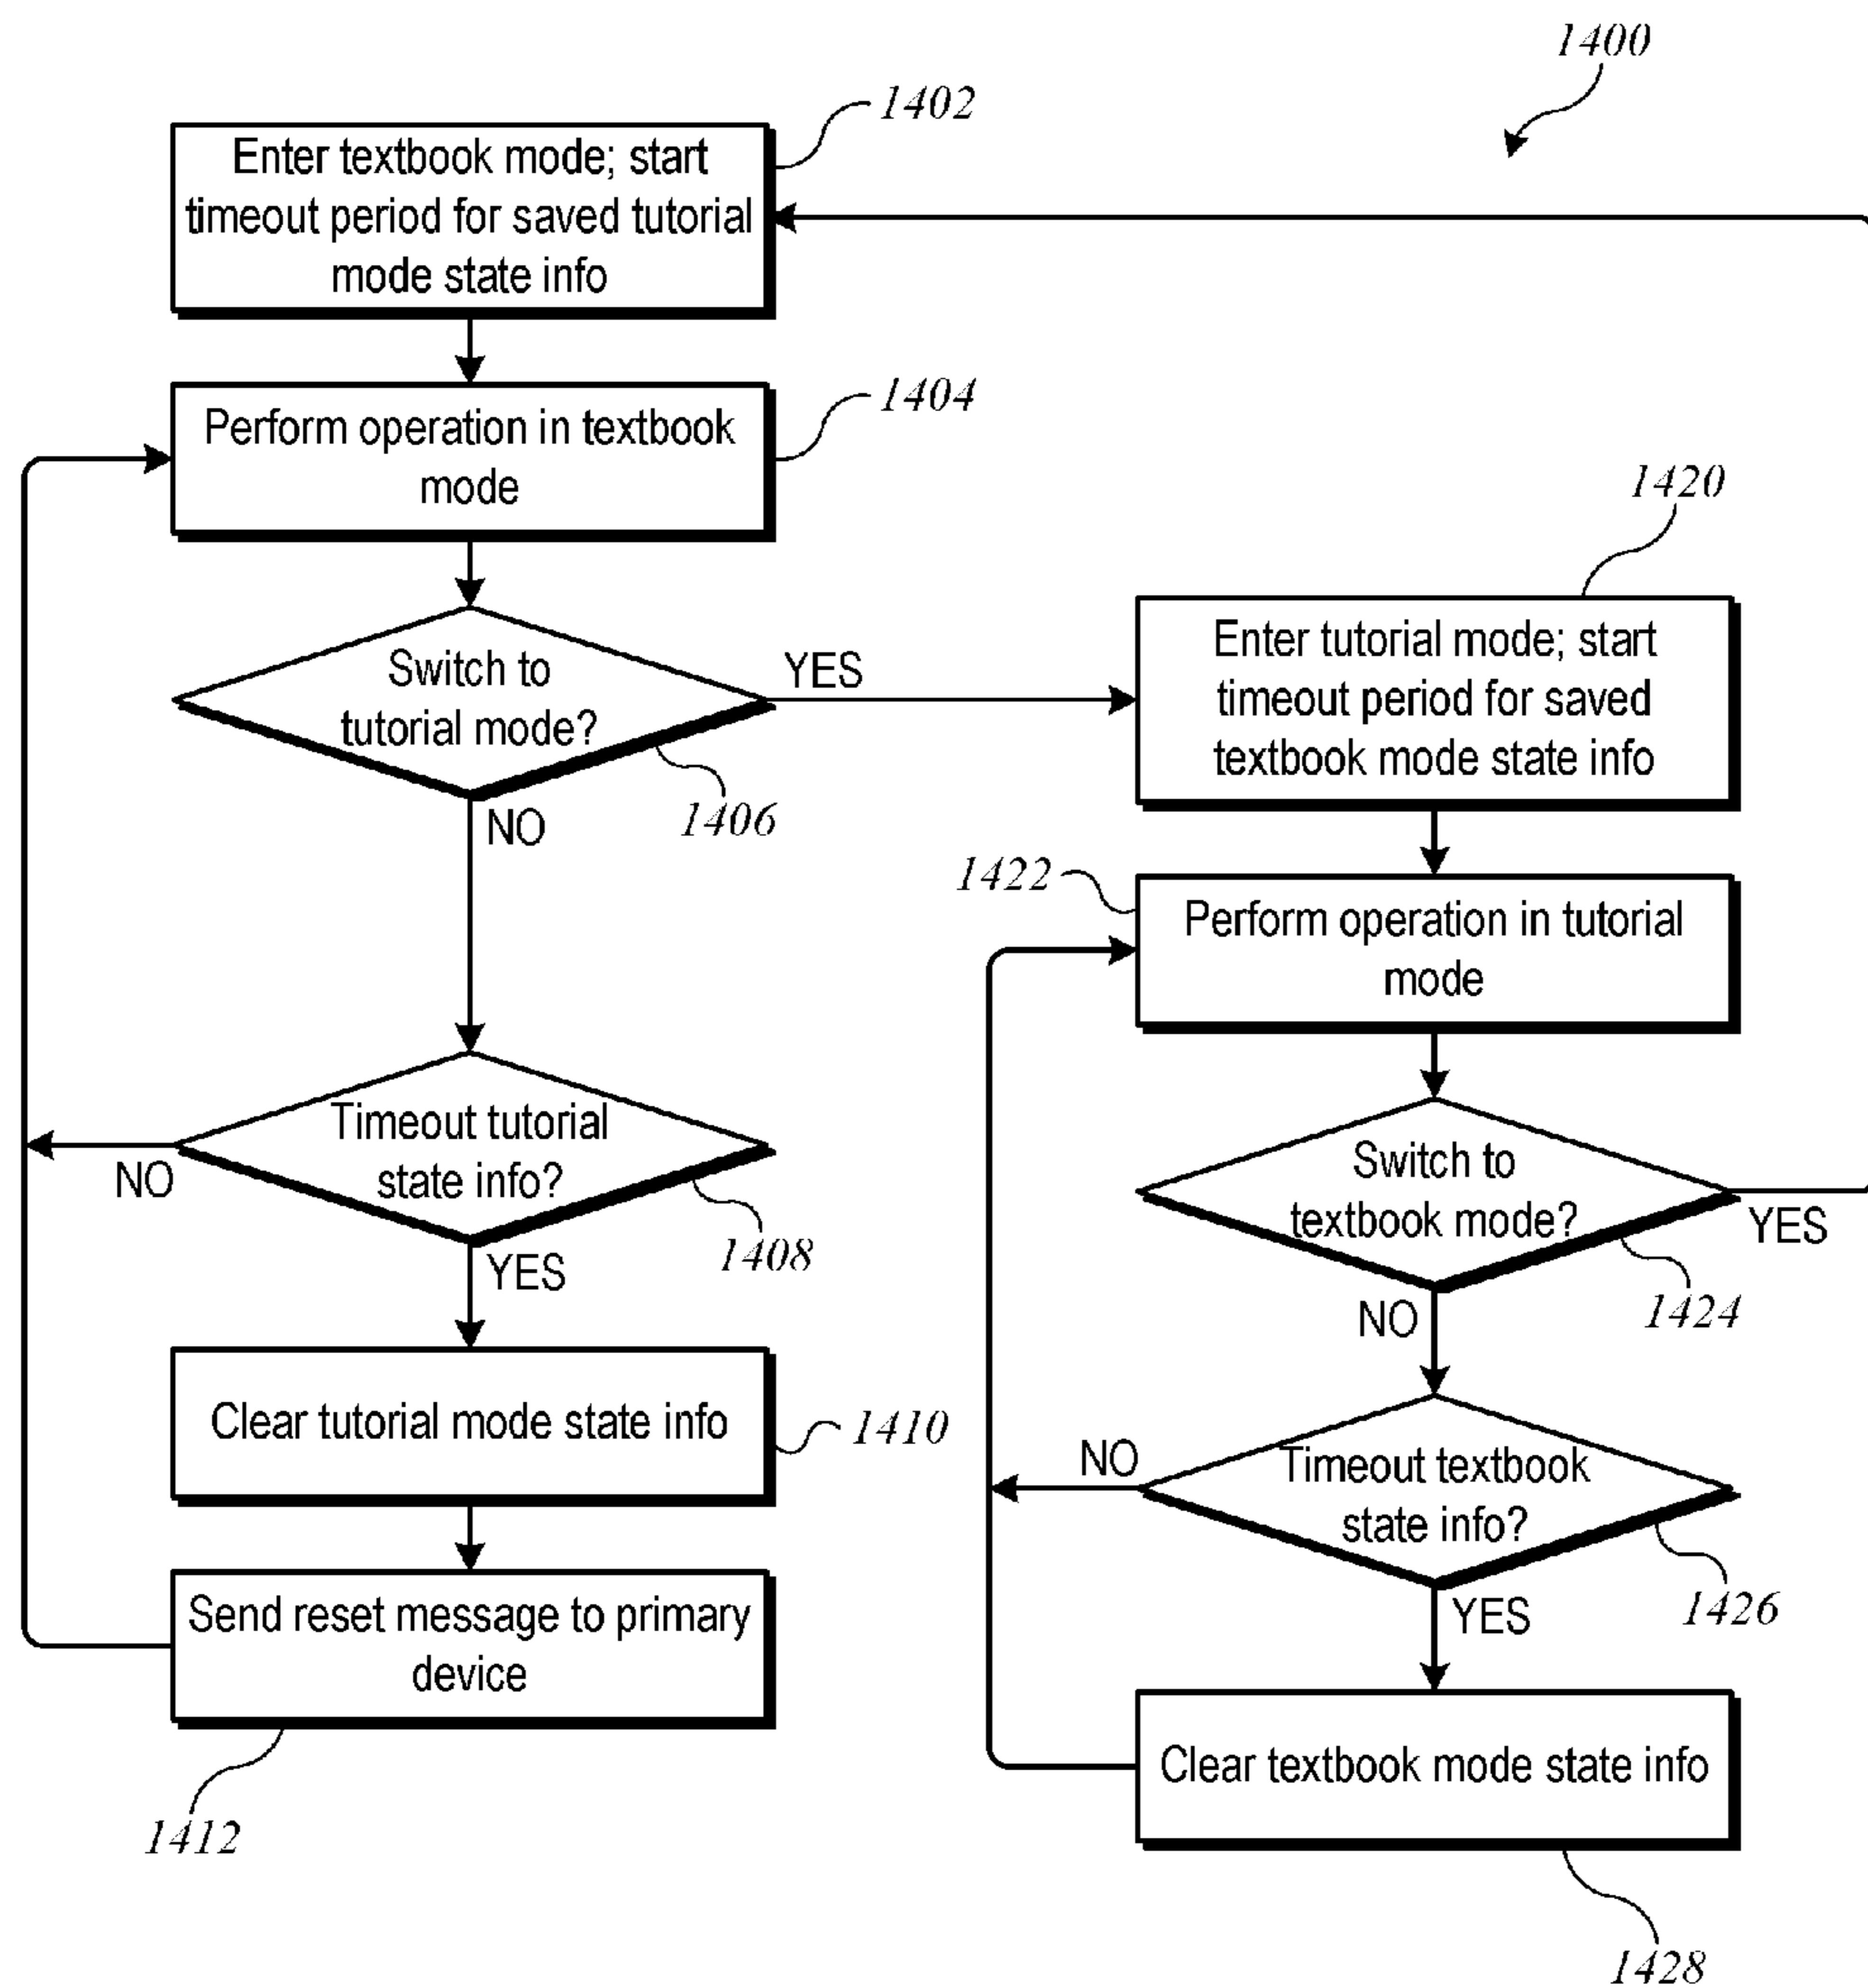 1400
1402
Enter textbook mode; start
timeout period for saved tutorial
mode state info
1404
Perform operation in textbook
mode
Switch to
tutorial mode?
YES
NO
1406
Timeout tutorial
state info?
NO
YES
1408
Clear tutorial mode state info
1410
Send reset message to primary
device
1412
1420
Enter tutorial mode; start
timeout period for saved
textbook mode state info
1422
Perform operation in tutorial
mode
Switch to
textbook mode?
YES
NO
1424
Timeout textbook
state info?
NO
YES
1426
Clear textbook mode state info
1428